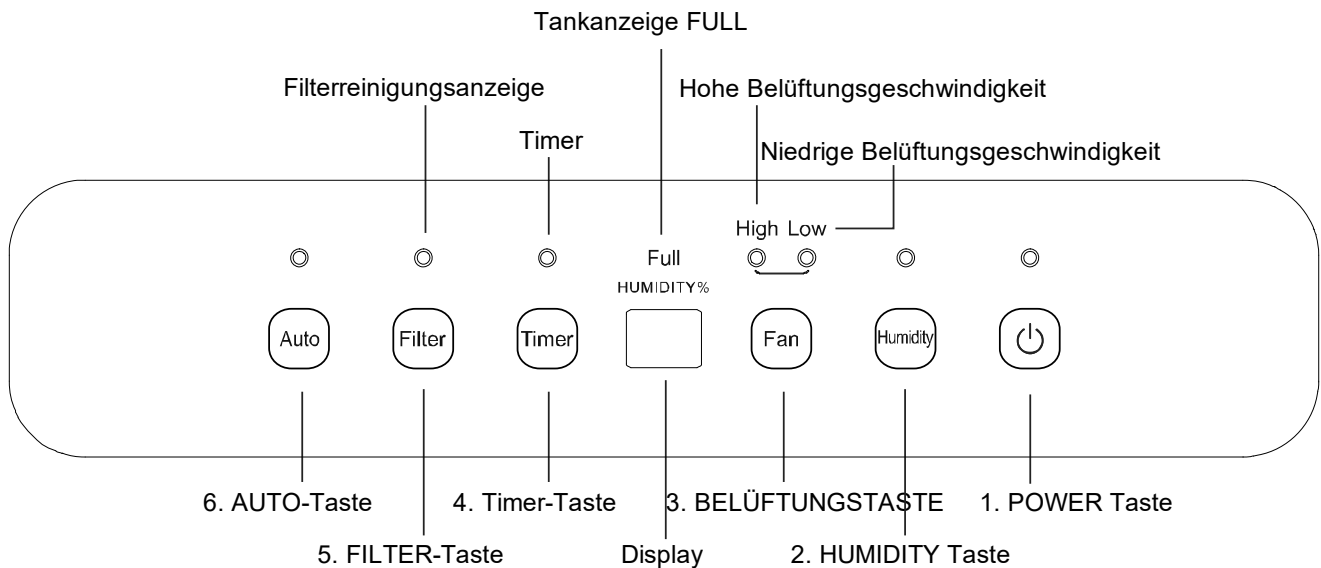 Tankanzeige FULL
Filterreinigungsanzeige
Hohe Belüftungsgeschwindigkeit
Timer
Niedrige Belüftungsgeschwindigkeit
High Low
Full
HUMIDITY%
Auto
Filter
Timer
Fan
Humidity
6. AUTO-Taste
4. Timer-Taste
3. BELÜFTUNGSTASTE
1. POWER Taste
5. FILTER-Taste
Display
2. HUMIDITY Taste